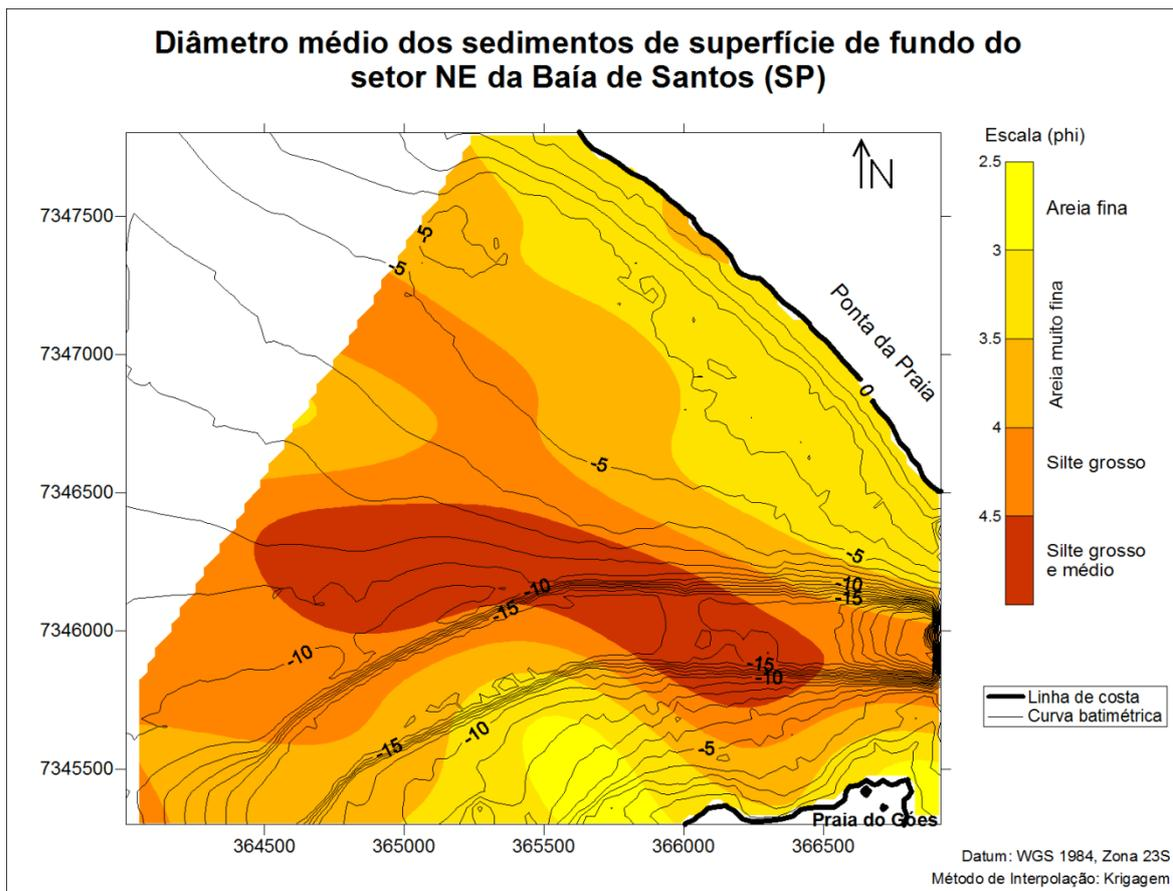 Diâmetro médio dos sedimentos de superfície de fundo do
setor NE da Baía de Santos (SP)
Escala (phi)
2.5
Areia fina
3
3.5
Areia muito fina
4
Silte grosso
4.5
Silte grosso
e médio
N
7347500
7347000
7346500
7346000
7345500
-5
-5
Ponta da Praia
0
-5
-5
-10
-15
-10
-15
-10
-15
-10
-15
-10
-5
Linha de costa
Curva batimétrica
Praia do Góes
364500
365000
365500
366000
366500
Datum: WGS 1984, Zona 23S
Método de Interpolação: Krigagem